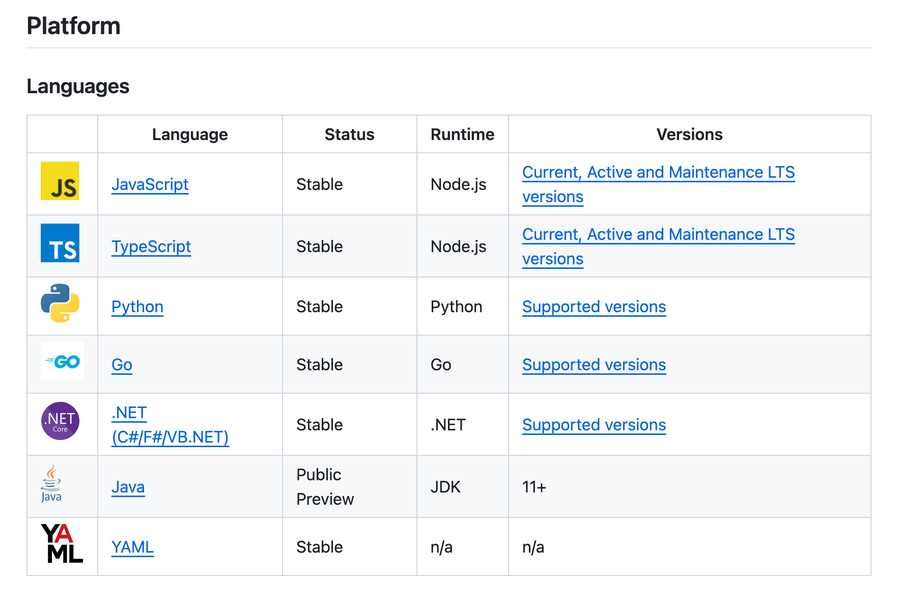 Platform
Languages
Language Status Runtime Versions
JS JavaScript Stable Node.js Current, Active and Maintenance LTS
versions
TS TypeScript Stable Node.js Current, Active and Maintenance LTS
versions
Python Stable Python Supported versions
GO Go Stable Go Supported versions
.NET
Core
.NET
(C#/F#/VB.NET)
Stable .NET Supported versions
Java Java Public
Preview
JDK 11+
YAML YAML Stable n/a n/a